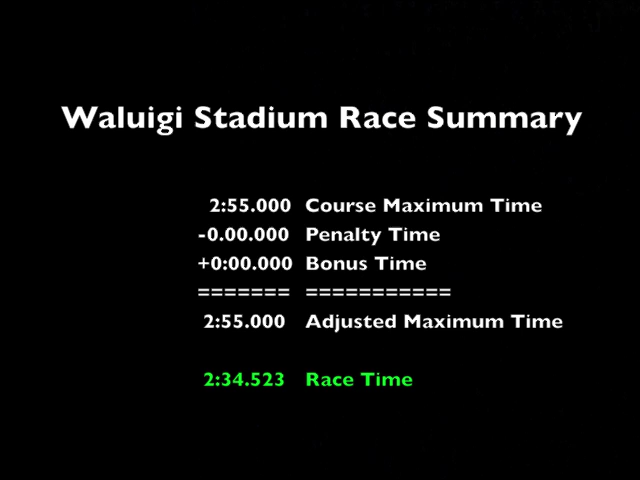 Waluigi Stadium Race Summary
2:55.000 Course Maximum Time
-0.00.000 Penalty Time
+0:00.000 Bonus Time
======= ===========
2:55.000 Adjusted Maximum Time
2:34.523 Race Time